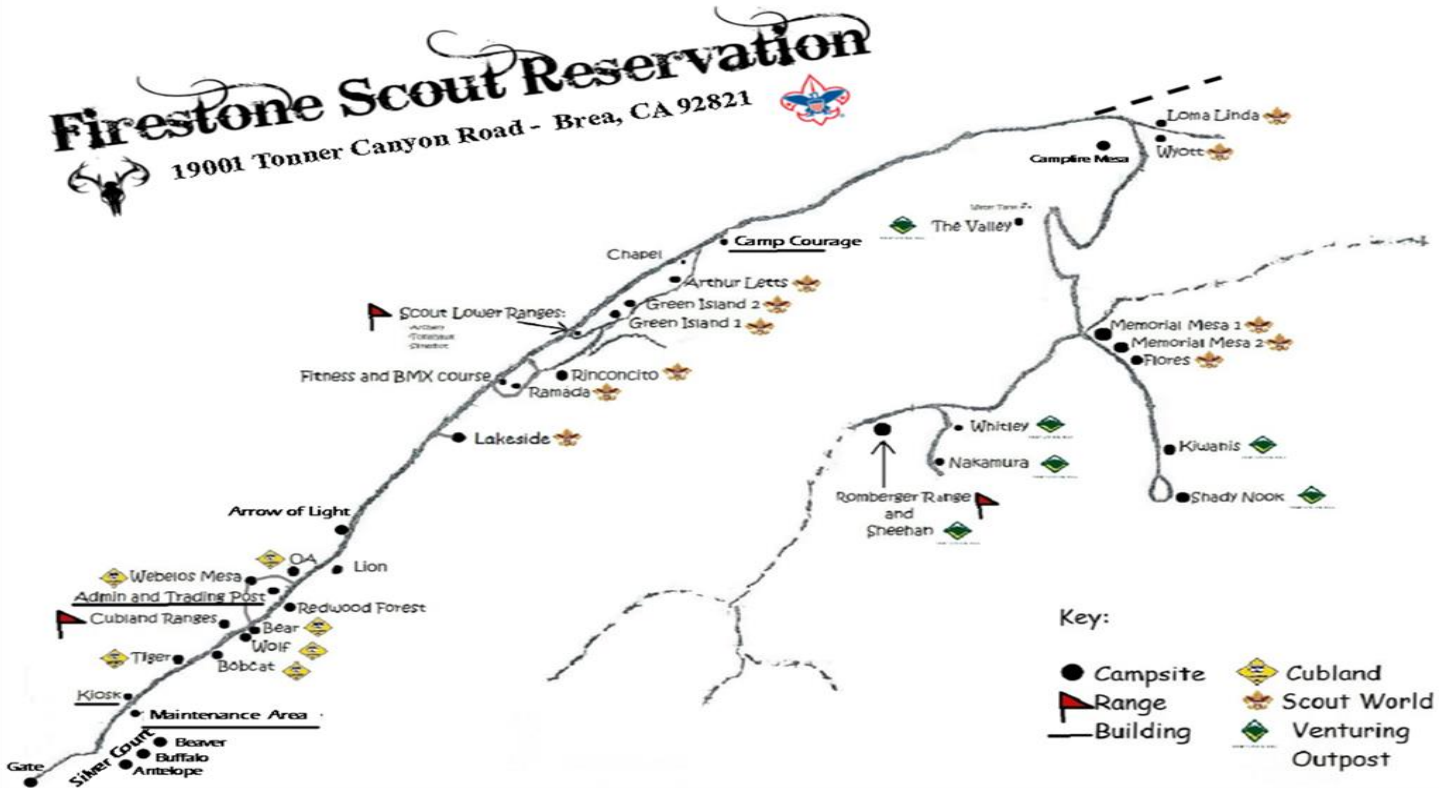 Firestone Scout Reservation
19001 Tonner Canyon Road - Brea, CA 92821
Loma Linda
Wyott
Campfire Mesa
The Valley
Camp Courage
Chapel
Arthur Letts
Green Island 2
Green Island 1
Scout Lower Ranges:
Archery
Tomahawk
Slingshot
Memorial Mesa 1
Memorial Mesa 2
Flores
Fitness and BMX course
Rinconcito
Ramada
Lakeside
Whitley
Nakamura
Kiwanis
Shady Nook
Romberger Range
and
Sheehan
Arrow of Light
OA
Lion
Webelos Mesa
Admin and Trading Post
Redwood Forest
Cubland Ranges
Bear
Wolf
Tiger
Bobcat
Kiosk
Maintenance Area
Silver Court
Beaver
Buffalo
Antelope
Gate
Key:
Campsite
Range
Building
Cubland
Scout World
Venturing
Outpost